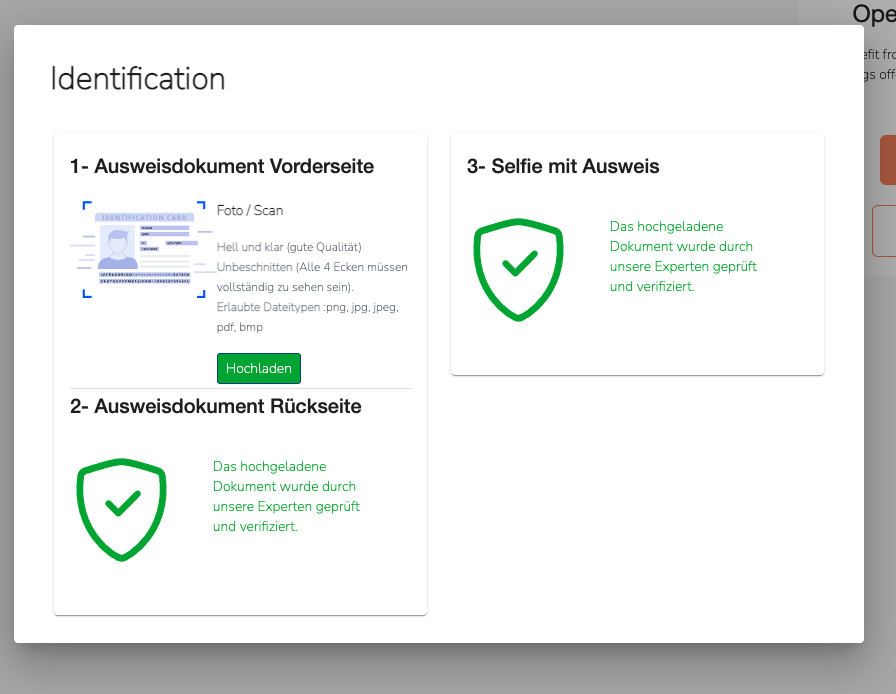 Ope
Identification
efit fro
gs off
1- Ausweisdokument Vorderseite
IDENTIFICATION CARD
Foto / Scan
Hell und klar (gute Qualität)
Unbeschnitten (Alle 4 Ecken müssen
vollständig zu sehen sein).
Erlaubte Dateitypen :png, jpg, jpeg,
pdf, bmp
Hochladen
2- Ausweisdokument Rückseite
Das hochgeladene
Dokument wurde durch
unsere Experten geprüft
und verifiziert.
3- Selfie mit Ausweis
Das hochgeladene
Dokument wurde durch
unsere Experten geprüft
und verifiziert.